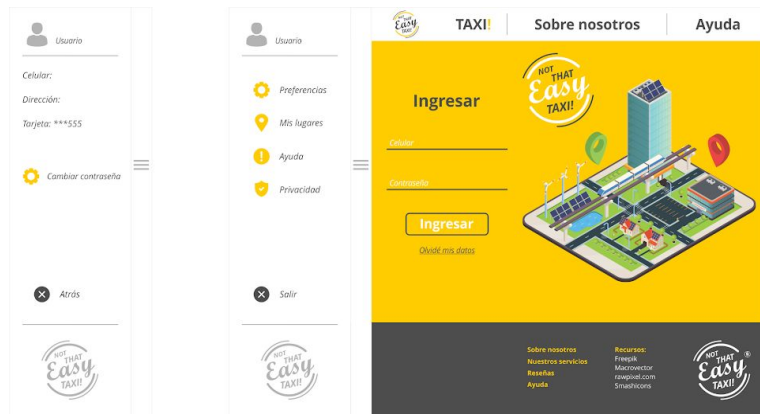 Usuario
Celular:
Dirección:
Tarjeta: ***555
Cambiar contraseña
Atrás
NOT
THAT
Easy
TAXI!
Usuario
Preferencias
Mis lugares
Ayuda
Privacidad
Salir
NOT
THAT
Easy
TAXI!
NOT
THAT
Easy
TAXI!
TAXI!
Sobre nosotros
Ayuda
Ingresar
Celular
Contraseña
Ingresar
Olvidé mis datos
NOT
THAT
Easy
TAXI!
Sobre nosotros
Nuestros servicios
Reseñas
Ayuda
Recursos:
Freepik
Macrovector
rawpixel.com
Smashicons
NOT
THAT
Easy
TAXI!
®